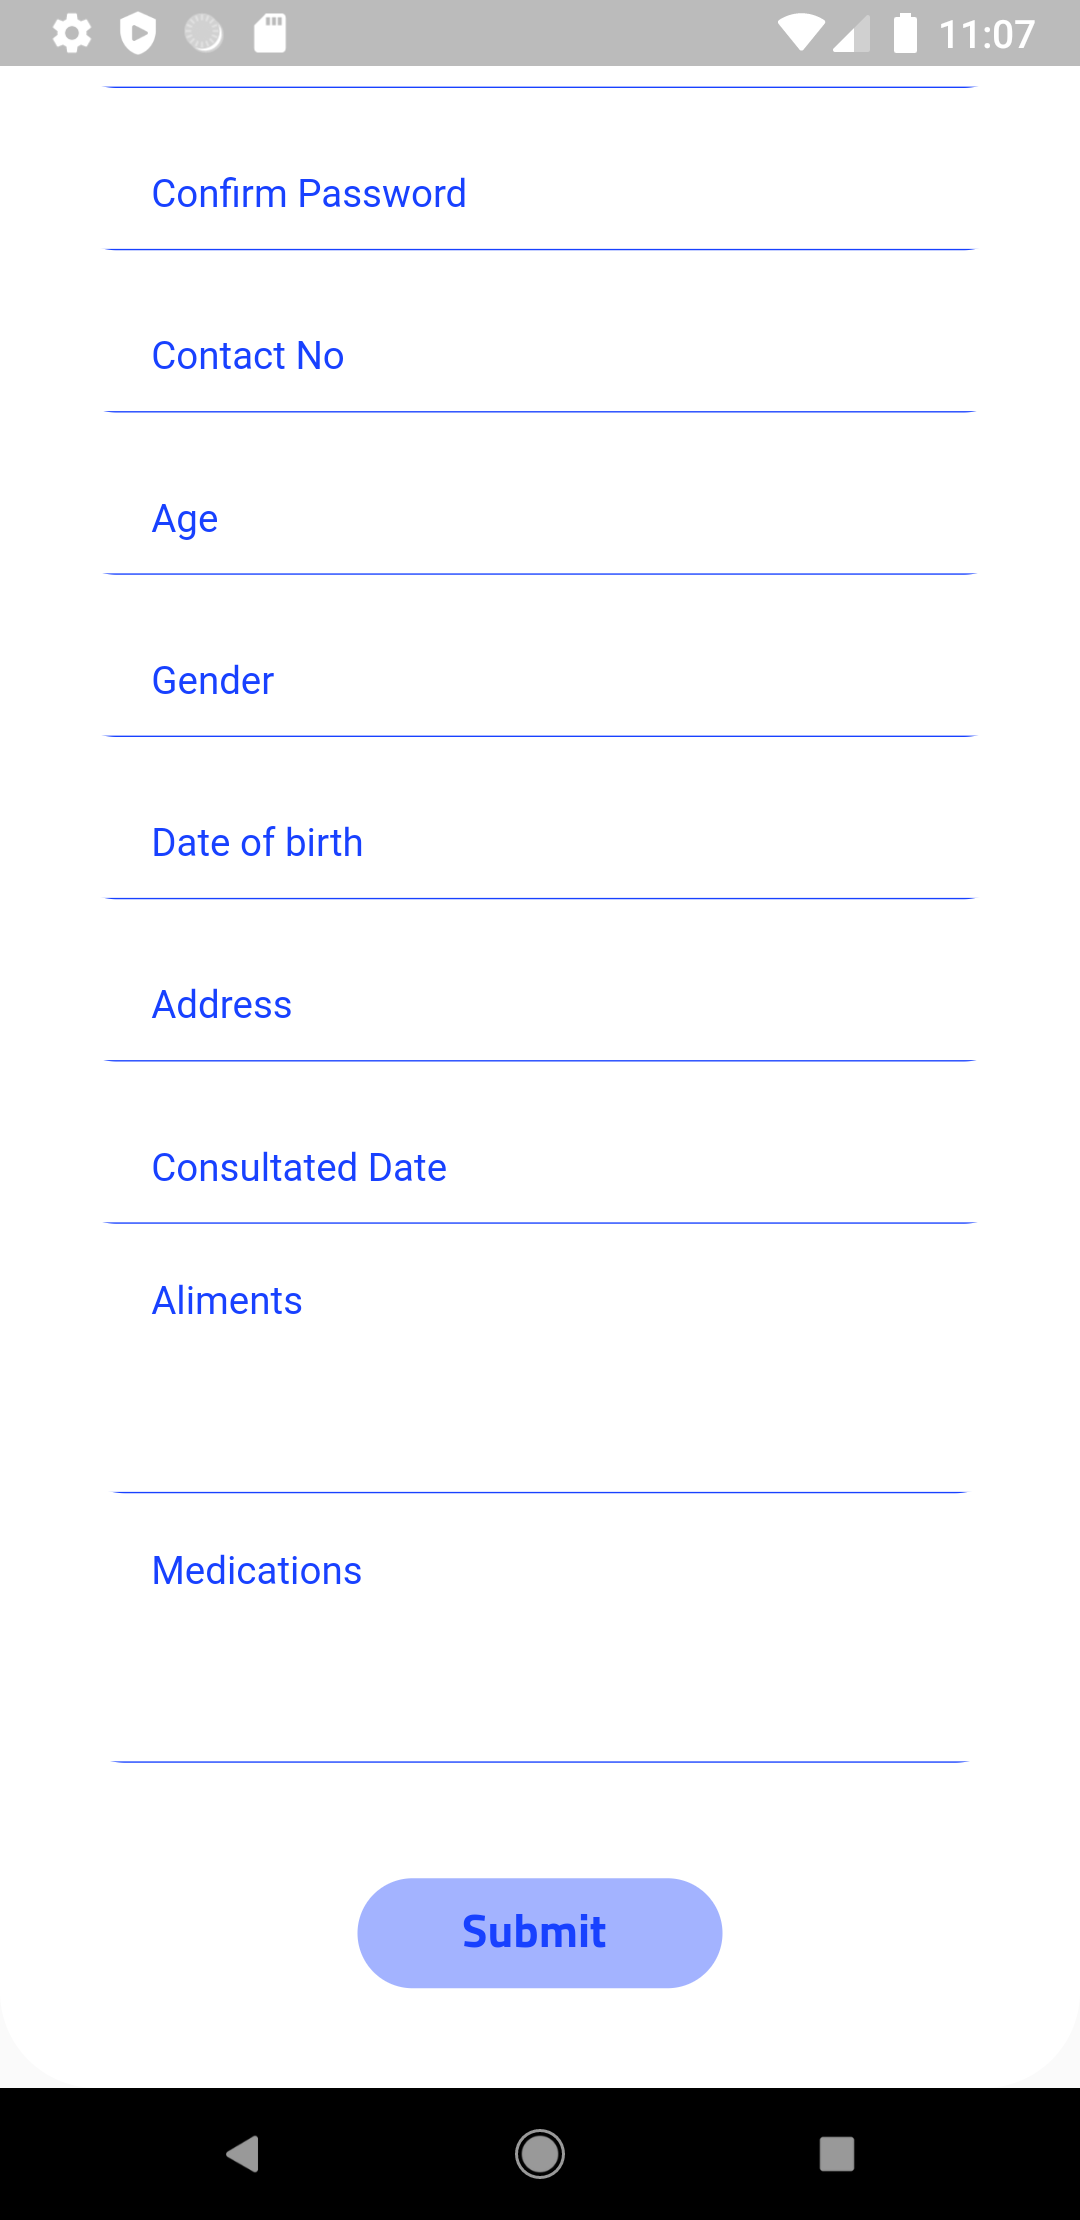 11:07
Confirm Password
Contact No
Age
Gender
Date of birth
Address
Consultated Date
Aliments
Medications
Submit